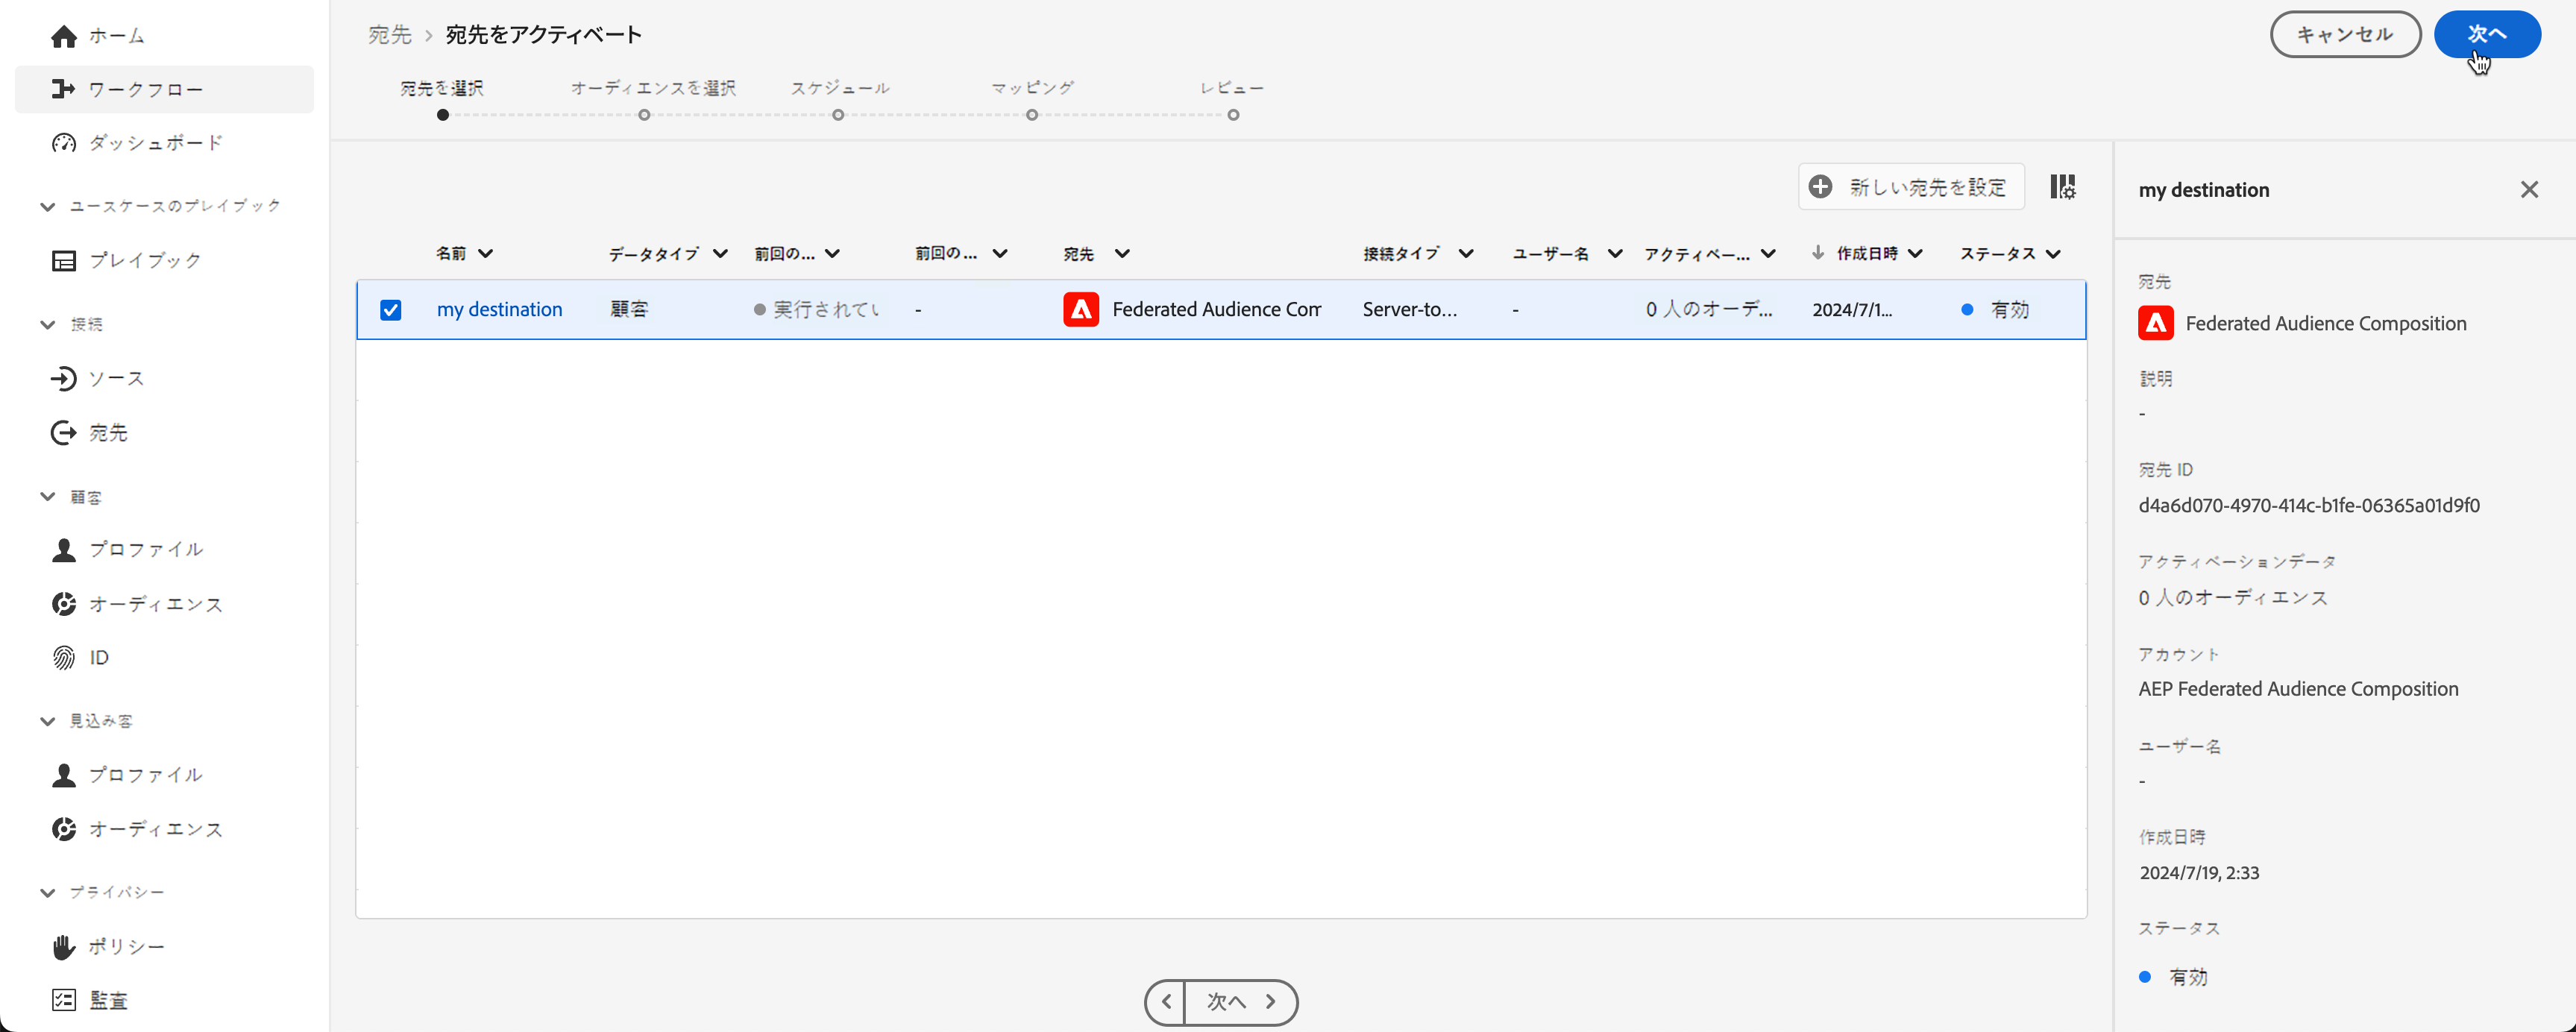 ホーム
ワークフロー
ダッシュボード
ユースケースのプレイブック
プレイブック
接続
ソース
宛先
顧客
プロファイル
オーディエンス
ID
見込み客
プロファイル
オーディエンス
プライバシー
ポリシー
監査
宛先 > 宛先をアクティベート
キャンセル 次へ
宛先を選択 オーディエンスを選択 スケジュール マッピング レビュー
新しい宛先を設定
名前 データタイプ 前回の... 前回の ... 宛先 接続タイプ ユーザー名 アクティベー... 作成日時 ステータス
my destination 顧客 実行されてい - Federated Audience Com Server-to... - 0 人のオーデ... 2024/7/1... 有効
次へ
my destination
宛先
Federated Audience Composition
説明
-
宛先 ID
d4a6d070-4970-414c-b1fe-06365a01d9f0
アクティベーションデータ
0 人のオーディエンス
アカウント
AEP Federated Audience Composition
ユーザー名
-
作成日時
2024/7/19, 2:33
ステータス
有効